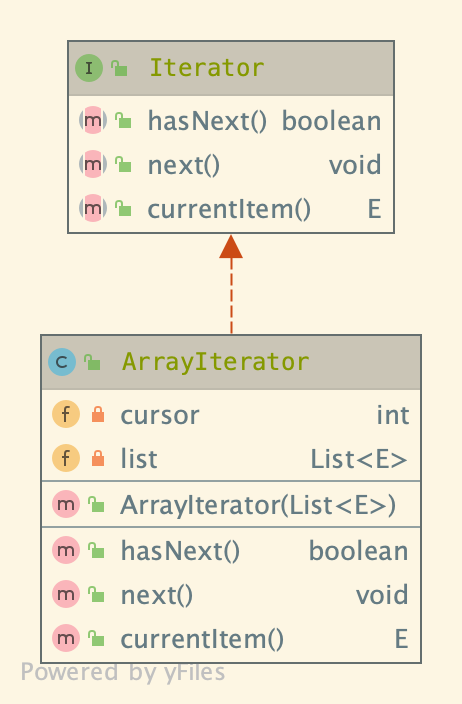 I Iterator
m hasNext() boolean
m next() void
m currentItem() E
C ArrayIterator
f cursor int
f list List<E>
m ArrayIterator(List<E>)
m hasNext() boolean
m next() void
m currentItem() E
Powered by yFiles